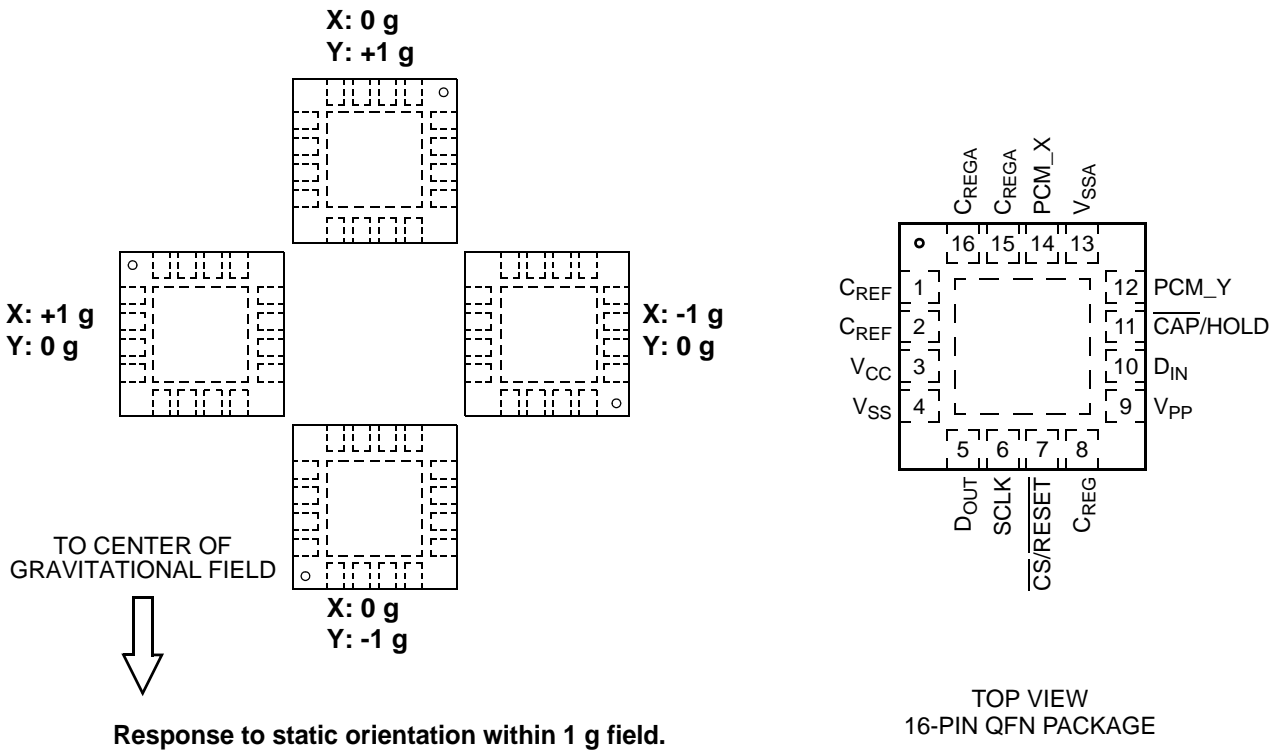 X: 0 g
Y: +1 g
X: +1 g
Y: 0 g
X: -1 g
Y: 0 g
TO CENTER OF
GRAVITATIONAL FIELD
X: 0 g
Y: -1 g
Response to static orientation within 1 g field.
CREGA
CREGA
PCM_X
VSSA
16 15 14 13
CREF 1
CREF 2
VCC 3
VSS 4
12 PCM_Y
11 CAP/HOLD
10 DIN
9 VPP
5 6 7 8
DOUT
SCLK
CS/RESET
CREG
TOP VIEW
16-PIN QFN PACKAGE